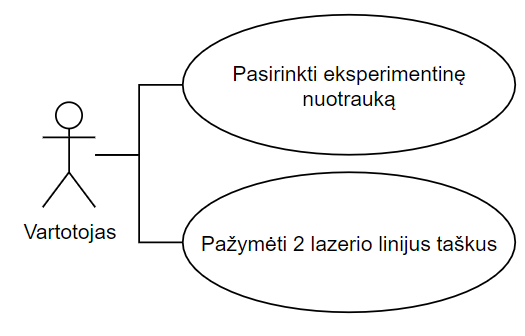 Pasirinkti eksperimentinę
nuotrauką
Vartotojas
Pažymėti 2 lazerio linijus taškus